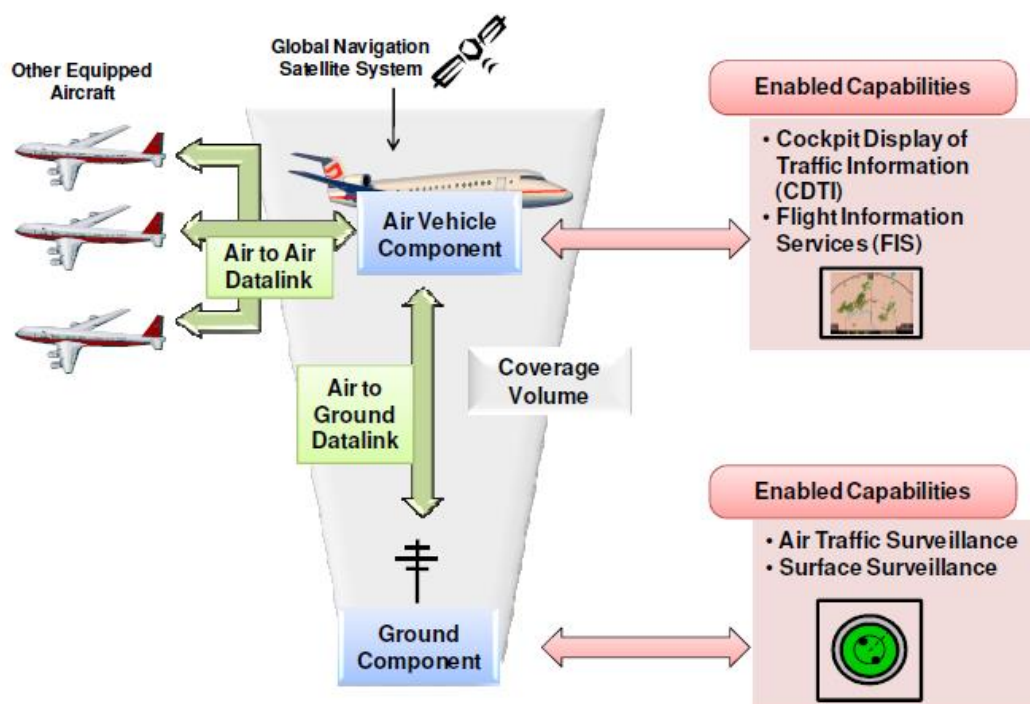 Other Equipped
Aircraft
Global Navigation
Satellite System
Air Vehicle
Component
Air to Air
Datalink
Air to
Ground
Datalink
Coverage
Volume
Ground
Component
Enabled Capabilities
• Cockpit Display of
Traffic Information
(CDTI)
• Flight Information
Services (FIS)
Enabled Capabilities
• Air Traffic Surveillance
• Surface Surveillance